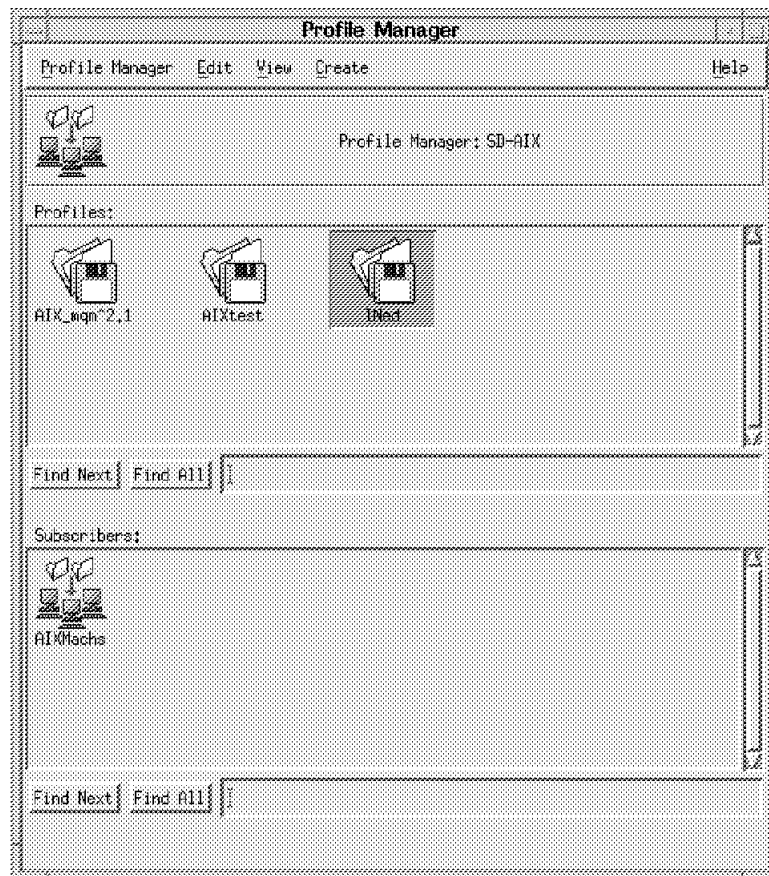 Profile Manager
Profile Manager Edit View Create Help
Profile Manager: SD-AIX
Profiles:
AIX_mqm^2.1 AIXtest INed
Find Next Find All
Subscribers:
AIXMachs
Find Next Find All